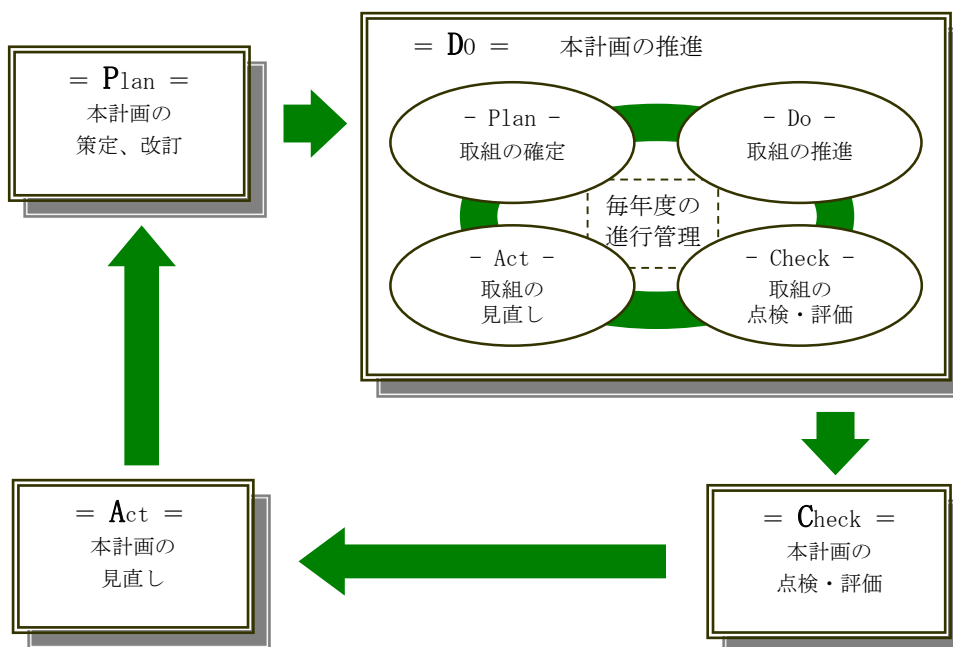 = Plan =
本計画の
策定、改訂
= DO =　本計画の推進
- Plan -
取組の確定
- Do -
取組の推進
毎年度の
進行管理
- Act -
取組の
見直し
- Check -
取組の
点検・評価
= Act =
本計画の
見直し
= Check =
本計画の
点検・評価